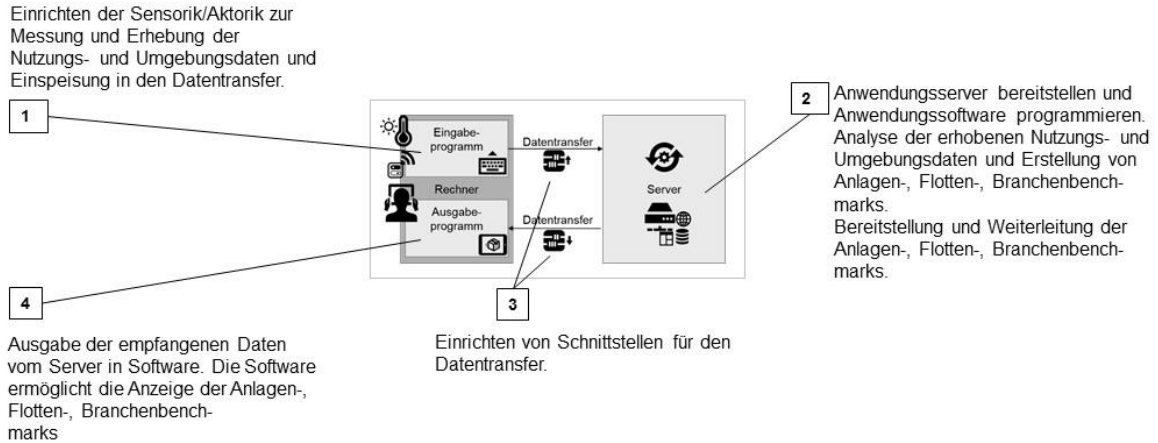 Einrichten der Sensorik/Aktorik zur
Messung und Erhebung der
Nutzungs- und Umgebungsdaten und
Einspeisung in den Datentransfer.
1
Eingabe-
programm
Rechner
Ausgabe-
programm
Datentransfer
Datentransfer
Server
2
Anwendungsserver bereitstellen und
Anwendungssoftware programmieren.
Analyse der erhobenen Nutzungs- und
Umgebungsdaten und Erstellung von
Anlagen-, Flotten-, Branchenbench-
marks.
Bereitstellung und Weiterleitung der
Anlagen-, Flotten-, Branchenbench-
marks.
4
Ausgabe der empfangenen Daten
vom Server in Software. Die Software
ermöglicht die Anzeige der Anlagen-,
Flotten-, Branchenbench-
marks
3
Einrichten von Schnittstellen für den
Datentransfer.